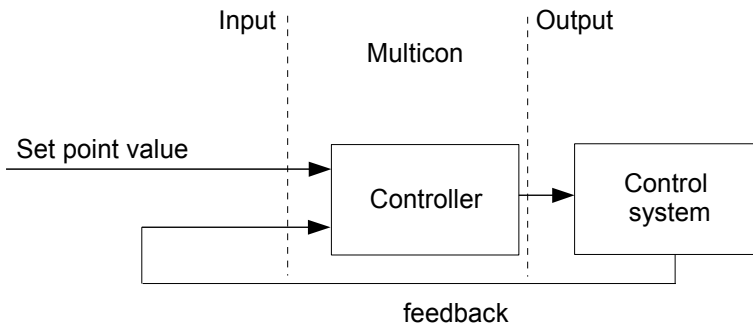 Input
Output
Multicon
Set point value
Controller
Control
system
feedback